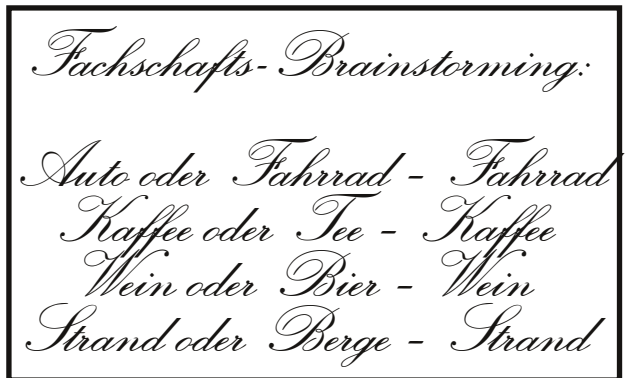 Fachschafts-Brainstorming:
Auto oder Fahrrad - Fahrrad
Kaffee oder Tee - Kaffee
Wein oder Bier - Wein
Strand oder Berge - Strand